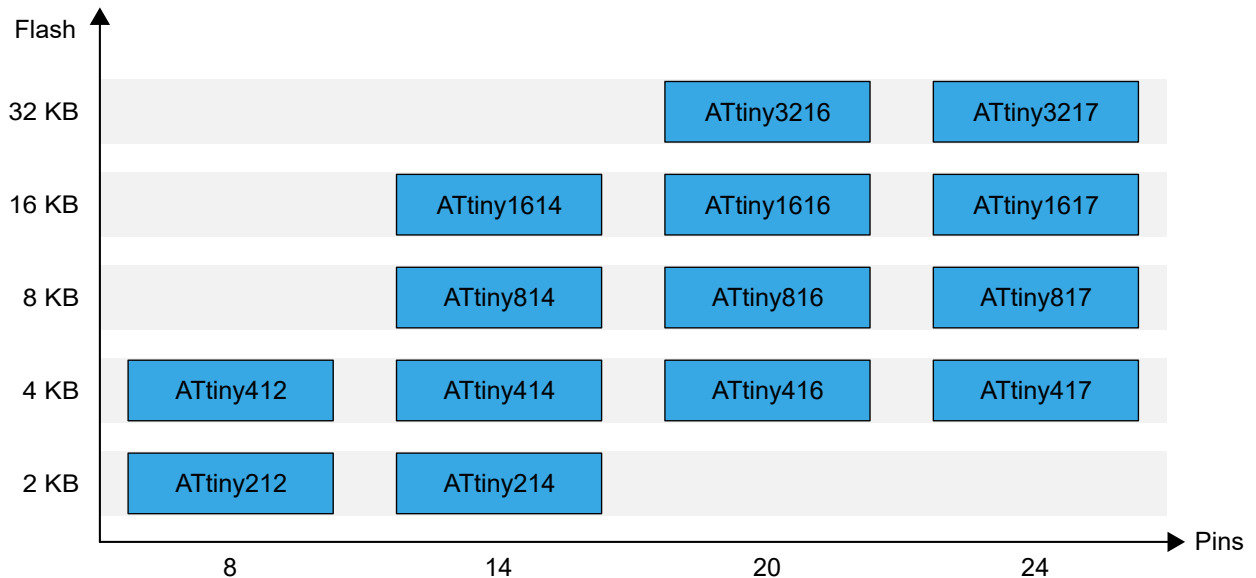 Flash
32 KB ATtiny3216 ATtiny3217
16 KB ATtiny1614 ATtiny1616 ATtiny1617
8 KB ATtiny814 ATtiny816 ATtiny817
4 KB ATtiny412 ATtiny414 ATtiny416 ATtiny417
2 KB ATtiny212 ATtiny214
Pins
8 14 20 24